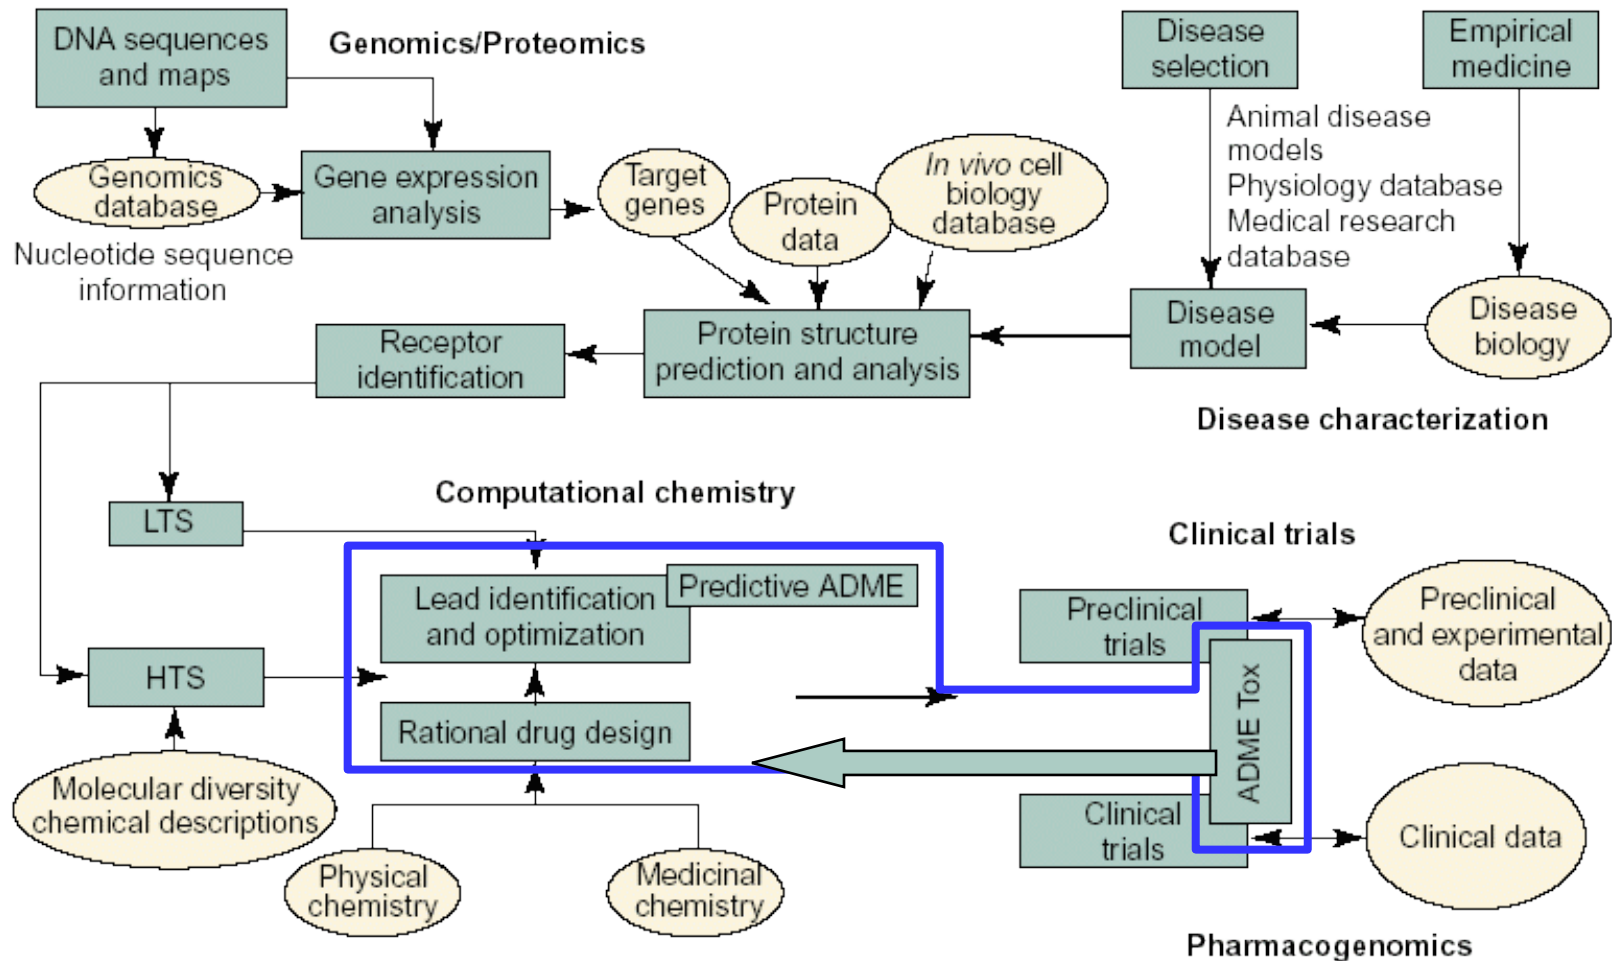 DNA sequences
and maps
Genomics/Proteomics
Disease
selection
Empirical
medicine
Animal disease
models
Physiology database
Medical research
database
Genomics
database
Gene expression
analysis
Target
genes
Protein
data
In vivo cell
biology
database
Nucleotide sequence
information
Receptor
identification
Protein structure
prediction and analysis
Disease
model
Disease
biology
Disease characterization
LTS
Computational chemistry
Clinical trials
Lead identification
and optimization
Predictive ADME
Preclinical
trials
Preclinical
and experimental
data
HTS
Rational drug design
ADME Tox
Molecular diversity
chemical descriptions
Clinical
trials
Clinical data
Physical
chemistry
Medicinal
chemistry
Pharmacogenomics